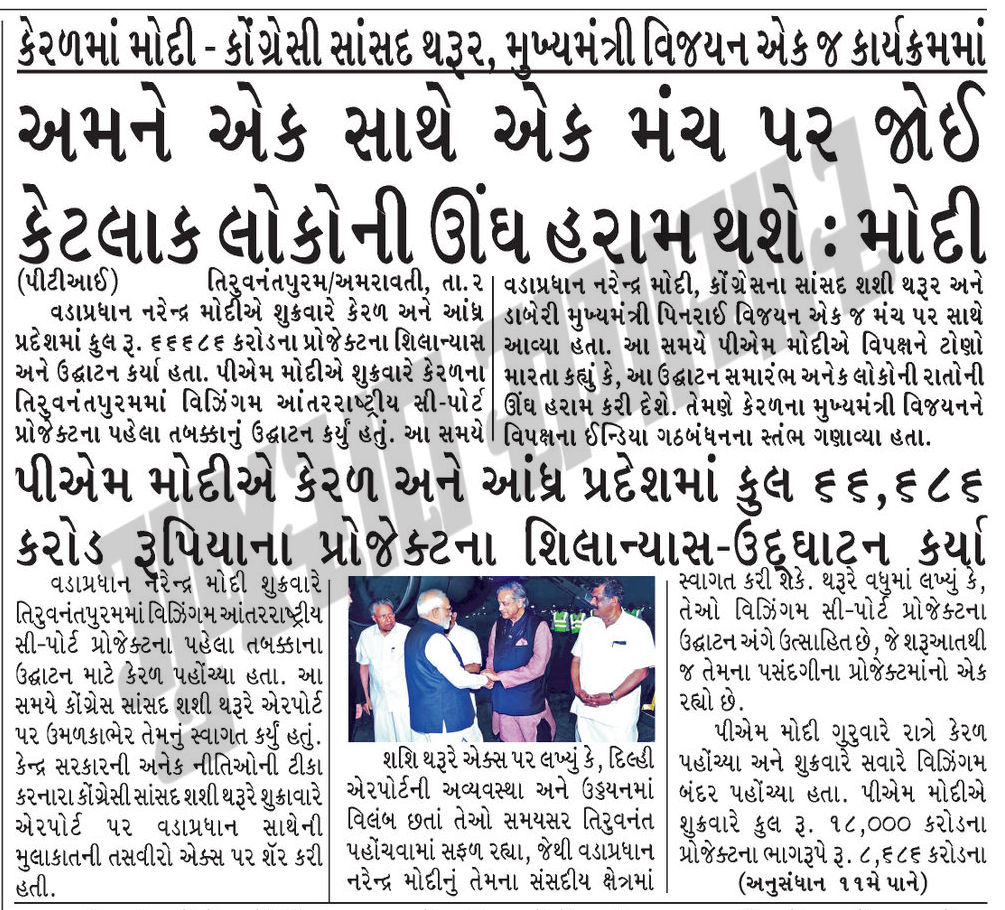 કેરળમાં મોદી - કોંગ્રેસી સાંસદ થરૂર, મુખ્યમંત્રી વિજયન એક જ કાર્યક્રમમાં
અમને એક સાથે એક મંચ પર જોઈ
કેટલાક લોકોની ઊંઘ હરામ થશે : મોદી
(પીટીઆઈ) તિરુવનંતપુરમ/અમરાવતી, તા.૨
વડાપ્રધાન નરેન્દ્ર મોદીએ શુક્રવારે કેરળ અને આંધ્ર
પ્રદેશમાં કુલ રૂ. ૬૬૬૮૬ કરોડના પ્રોજેક્ટના શિલાન્યાસ
અને ઉદ્ઘાટન કર્યા હતા. પીએમ મોદીએ શુક્રવારે કેરળના
તિરુવનંતપુરમમાં વિઝિંગમ આંતરરાષ્ટ્રીય સી-પોર્ટ
પ્રોજેક્ટના પહેલા તબક્કાનું ઉદ્ઘાટન કર્યું હતું. આ સમયે
વડાપ્રધાન નરેન્દ્ર મોદી, કોંગ્રેસના સાંસદ શશી થરૂર અને
ડાબેરી મુખ્યમંત્રી પિનરાઈ વિજયન એક જ મંચ પર સાથે
આવ્યા હતા. આ સમયે પીએમ મોદીએ વિપક્ષને ટોણો
મારતા કહ્યું કે, આ ઉદ્ઘાટન સમારંભ અનેક લોકોની રાતોની
ઊંઘ હરામ કરી દેશે. તેમણે કેરળના મુખ્યમંત્રી વિજયનને
વિપક્ષના ઈન્ડિયા ગઠબંધનના સ્તંભ ગણાવ્યા હતા.
પીએમ મોદીએ કેરળ અને આંધ્ર પ્રદેશમાં કુલ ૬૬,૬૮૬
કરોડ રૂપિયાના પ્રોજેક્ટના શિલાન્યાસ-ઉદ્ઘાટન કર્યા
વડાપ્રધાન નરેન્દ્ર મોદી શુક્રવારે
તિરુવનંતપુરમમાં વિઝિંગમ આંતરરાષ્ટ્રીય
સી-પોર્ટ પ્રોજેક્ટના પહેલા તબક્કાના
ઉદ્ઘાટન માટે કેરળ પહોંચ્યા હતા. આ
સમયે કોંગ્રેસ સાંસદ શશી થરૂરે એરપોર્ટ
પર ઉમળકાભેર તેમનું સ્વાગત કર્યું હતું.
કેન્દ્ર સરકારની અનેક નીતિઓની ટીકા
કરનારા કોંગ્રેસી સાંસદ શશી થરૂરે શુક્રાવારે
એરપોર્ટ પર વડાપ્રધાન સાથેની
મુલાકાતની તસવીરો એક્સ પર શૅર કરી
હતી.
શશિ થરૂરે એક્સ પર લખ્યું કે, દિલ્હી
એરપોર્ટની અવ્યવસ્થા અને ઉડ્ડયનમાં
વિલંબ છતાં તેઓ સમયસર તિરુવનંત
પહોંચવામાં સફળ રહ્યા, જેથી વડાપ્રધાન
નરેન્દ્ર મોદીનું તેમના સંસદીય ક્ષેત્રમાં
સ્વાગત કરી શકે. થરૂરે વધુમાં લખ્યું કે,
તેઓ વિઝિંગમ સી-પોર્ટ પ્રોજેક્ટના
ઉદ્ઘાટન અંગે ઉત્સાહિત છે, જે શરૂઆતથી
જ તેમના પસંદગીના પ્રોજેક્ટમાંનો એક
રહ્યો છે.
પીએમ મોદી ગુરુવારે રાત્રે કેરળ
પહોંચ્યા અને શુક્રવારે સવારે વિઝિંગમ
બંદર પહોંચ્યા હતા. પીએમ મોદીએ
શુક્રવારે કુલ રૂ. ૧૮,૦૦૦ કરોડના
પ્રોજેક્ટના ભાગરૂપે રૂ. ૮,૬૮૬ કરોડના
(અનુસંધાન ૧૧મે પાને)
ગુજરાત સમાચાર